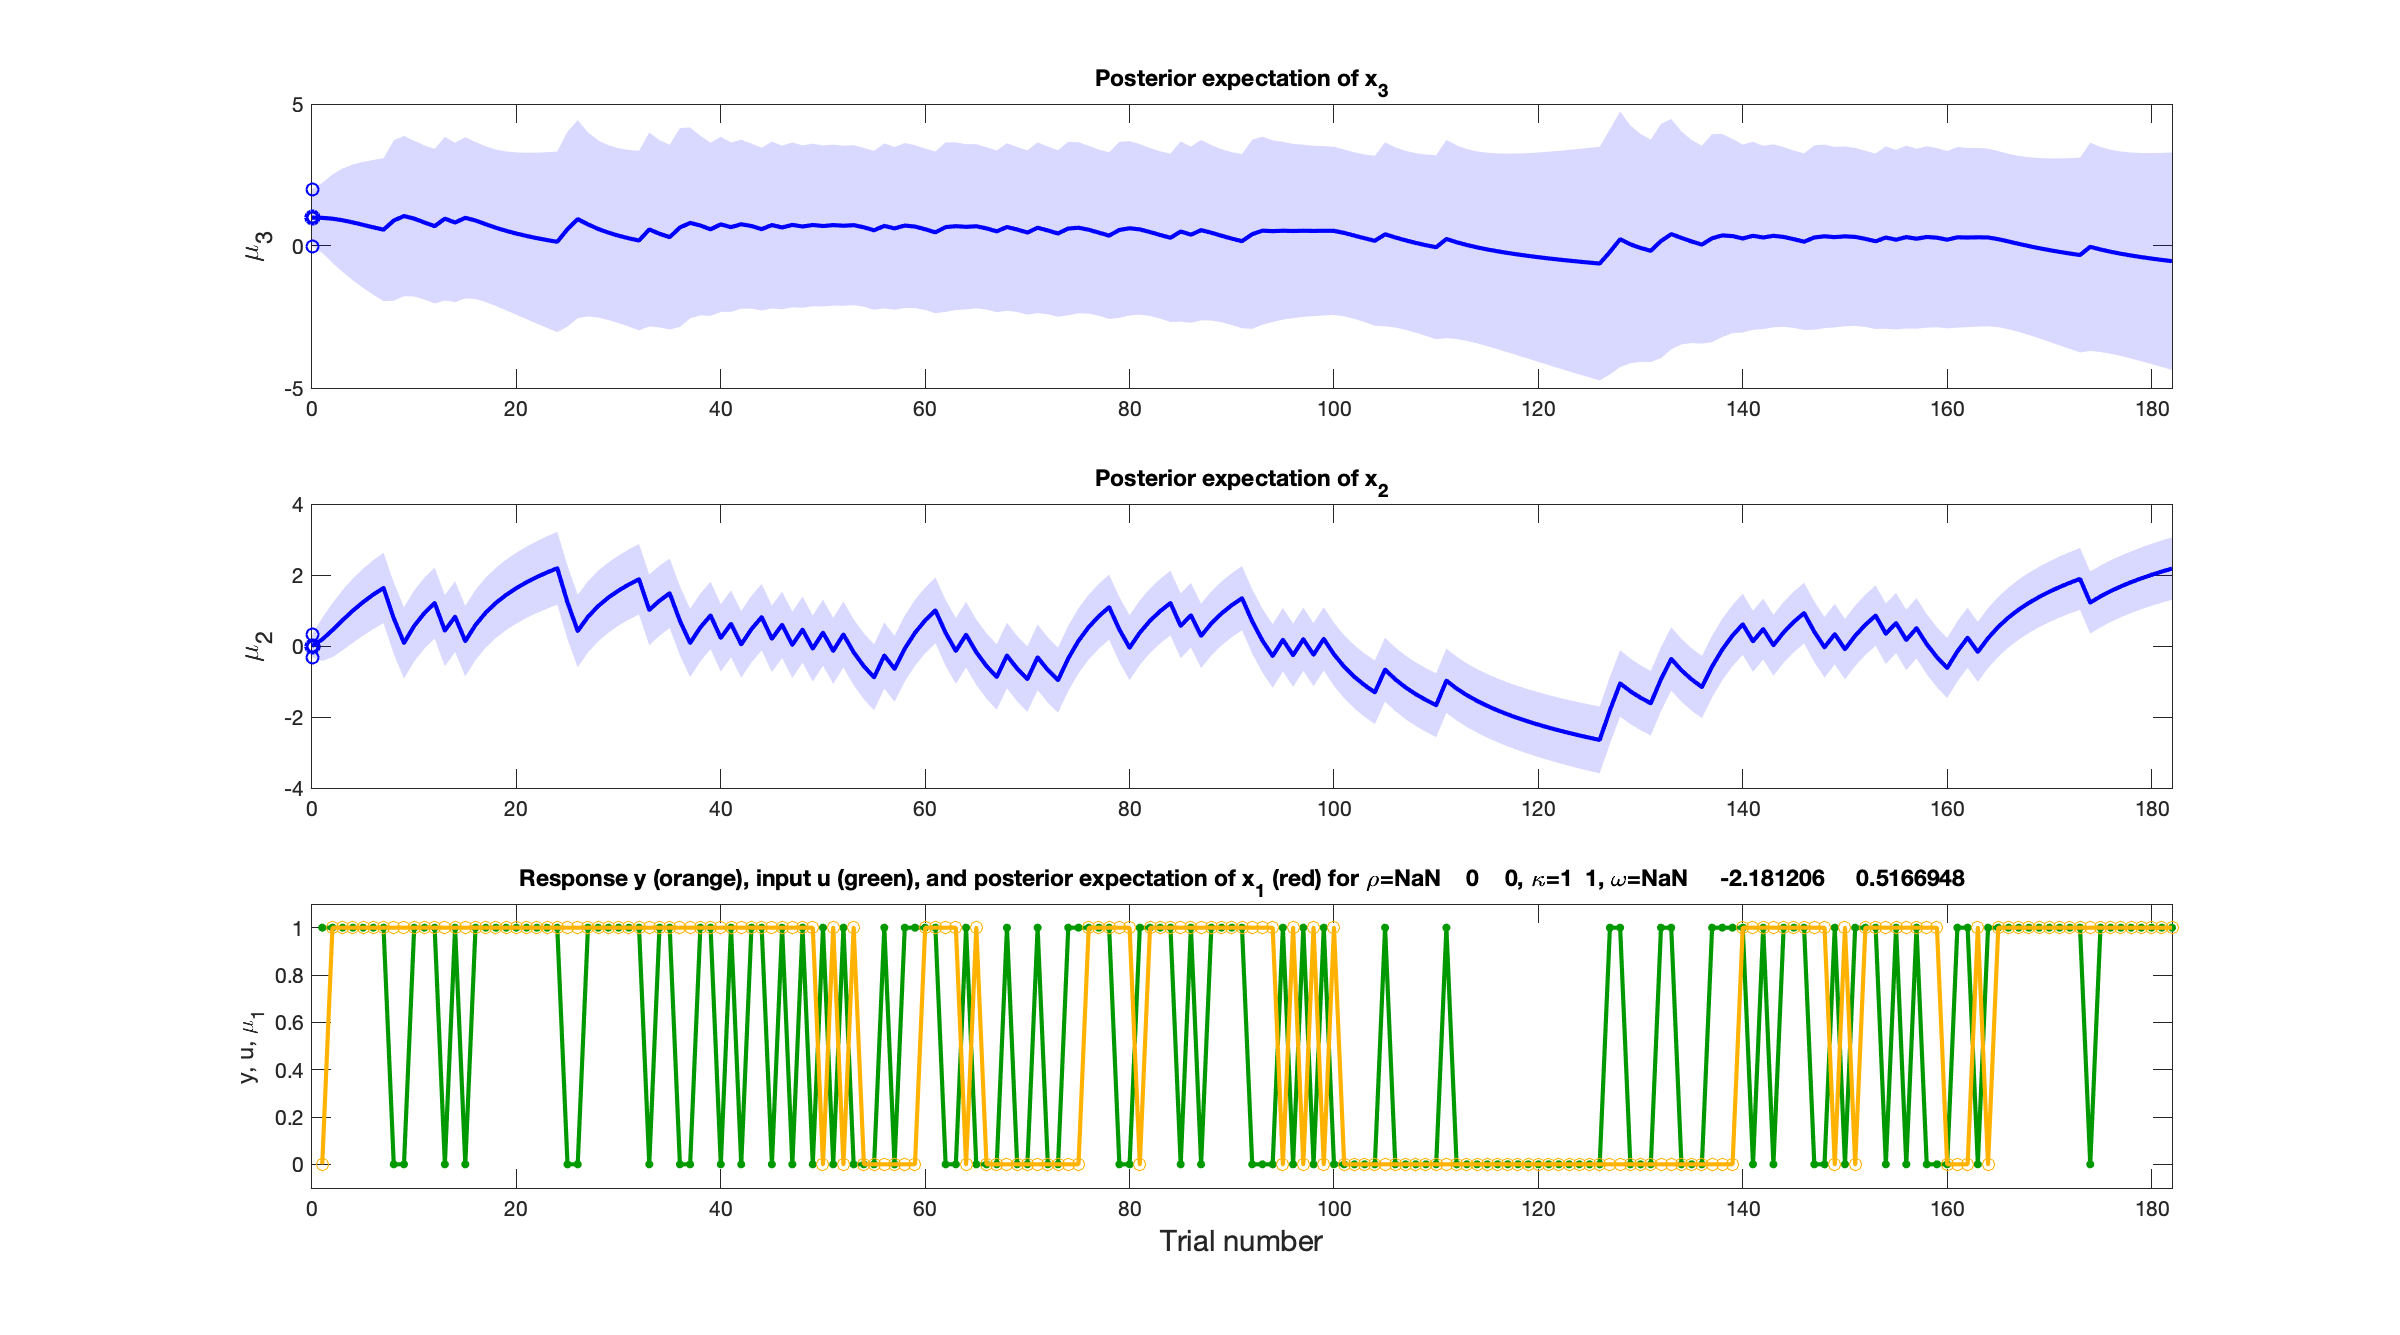 Posterior expectation of x₃
5
0
-5
μ₃
0 20 40 60 80 100 120 140 160 180
Posterior expectation of x₂
4
2
0
-2
-4
μ₂
0 20 40 60 80 100 120 140 160 180
Response y (orange), input u (green), and posterior expectation of x₁ (red) for ρ=NaN 0 0, κ=1 1, ω=NaN -2.181206 0.5166948
1
0.8
0.6
0.4
0.2
0
y, u, μ₁
0 20 40 60 80 100 120 140 160 180
Trial number